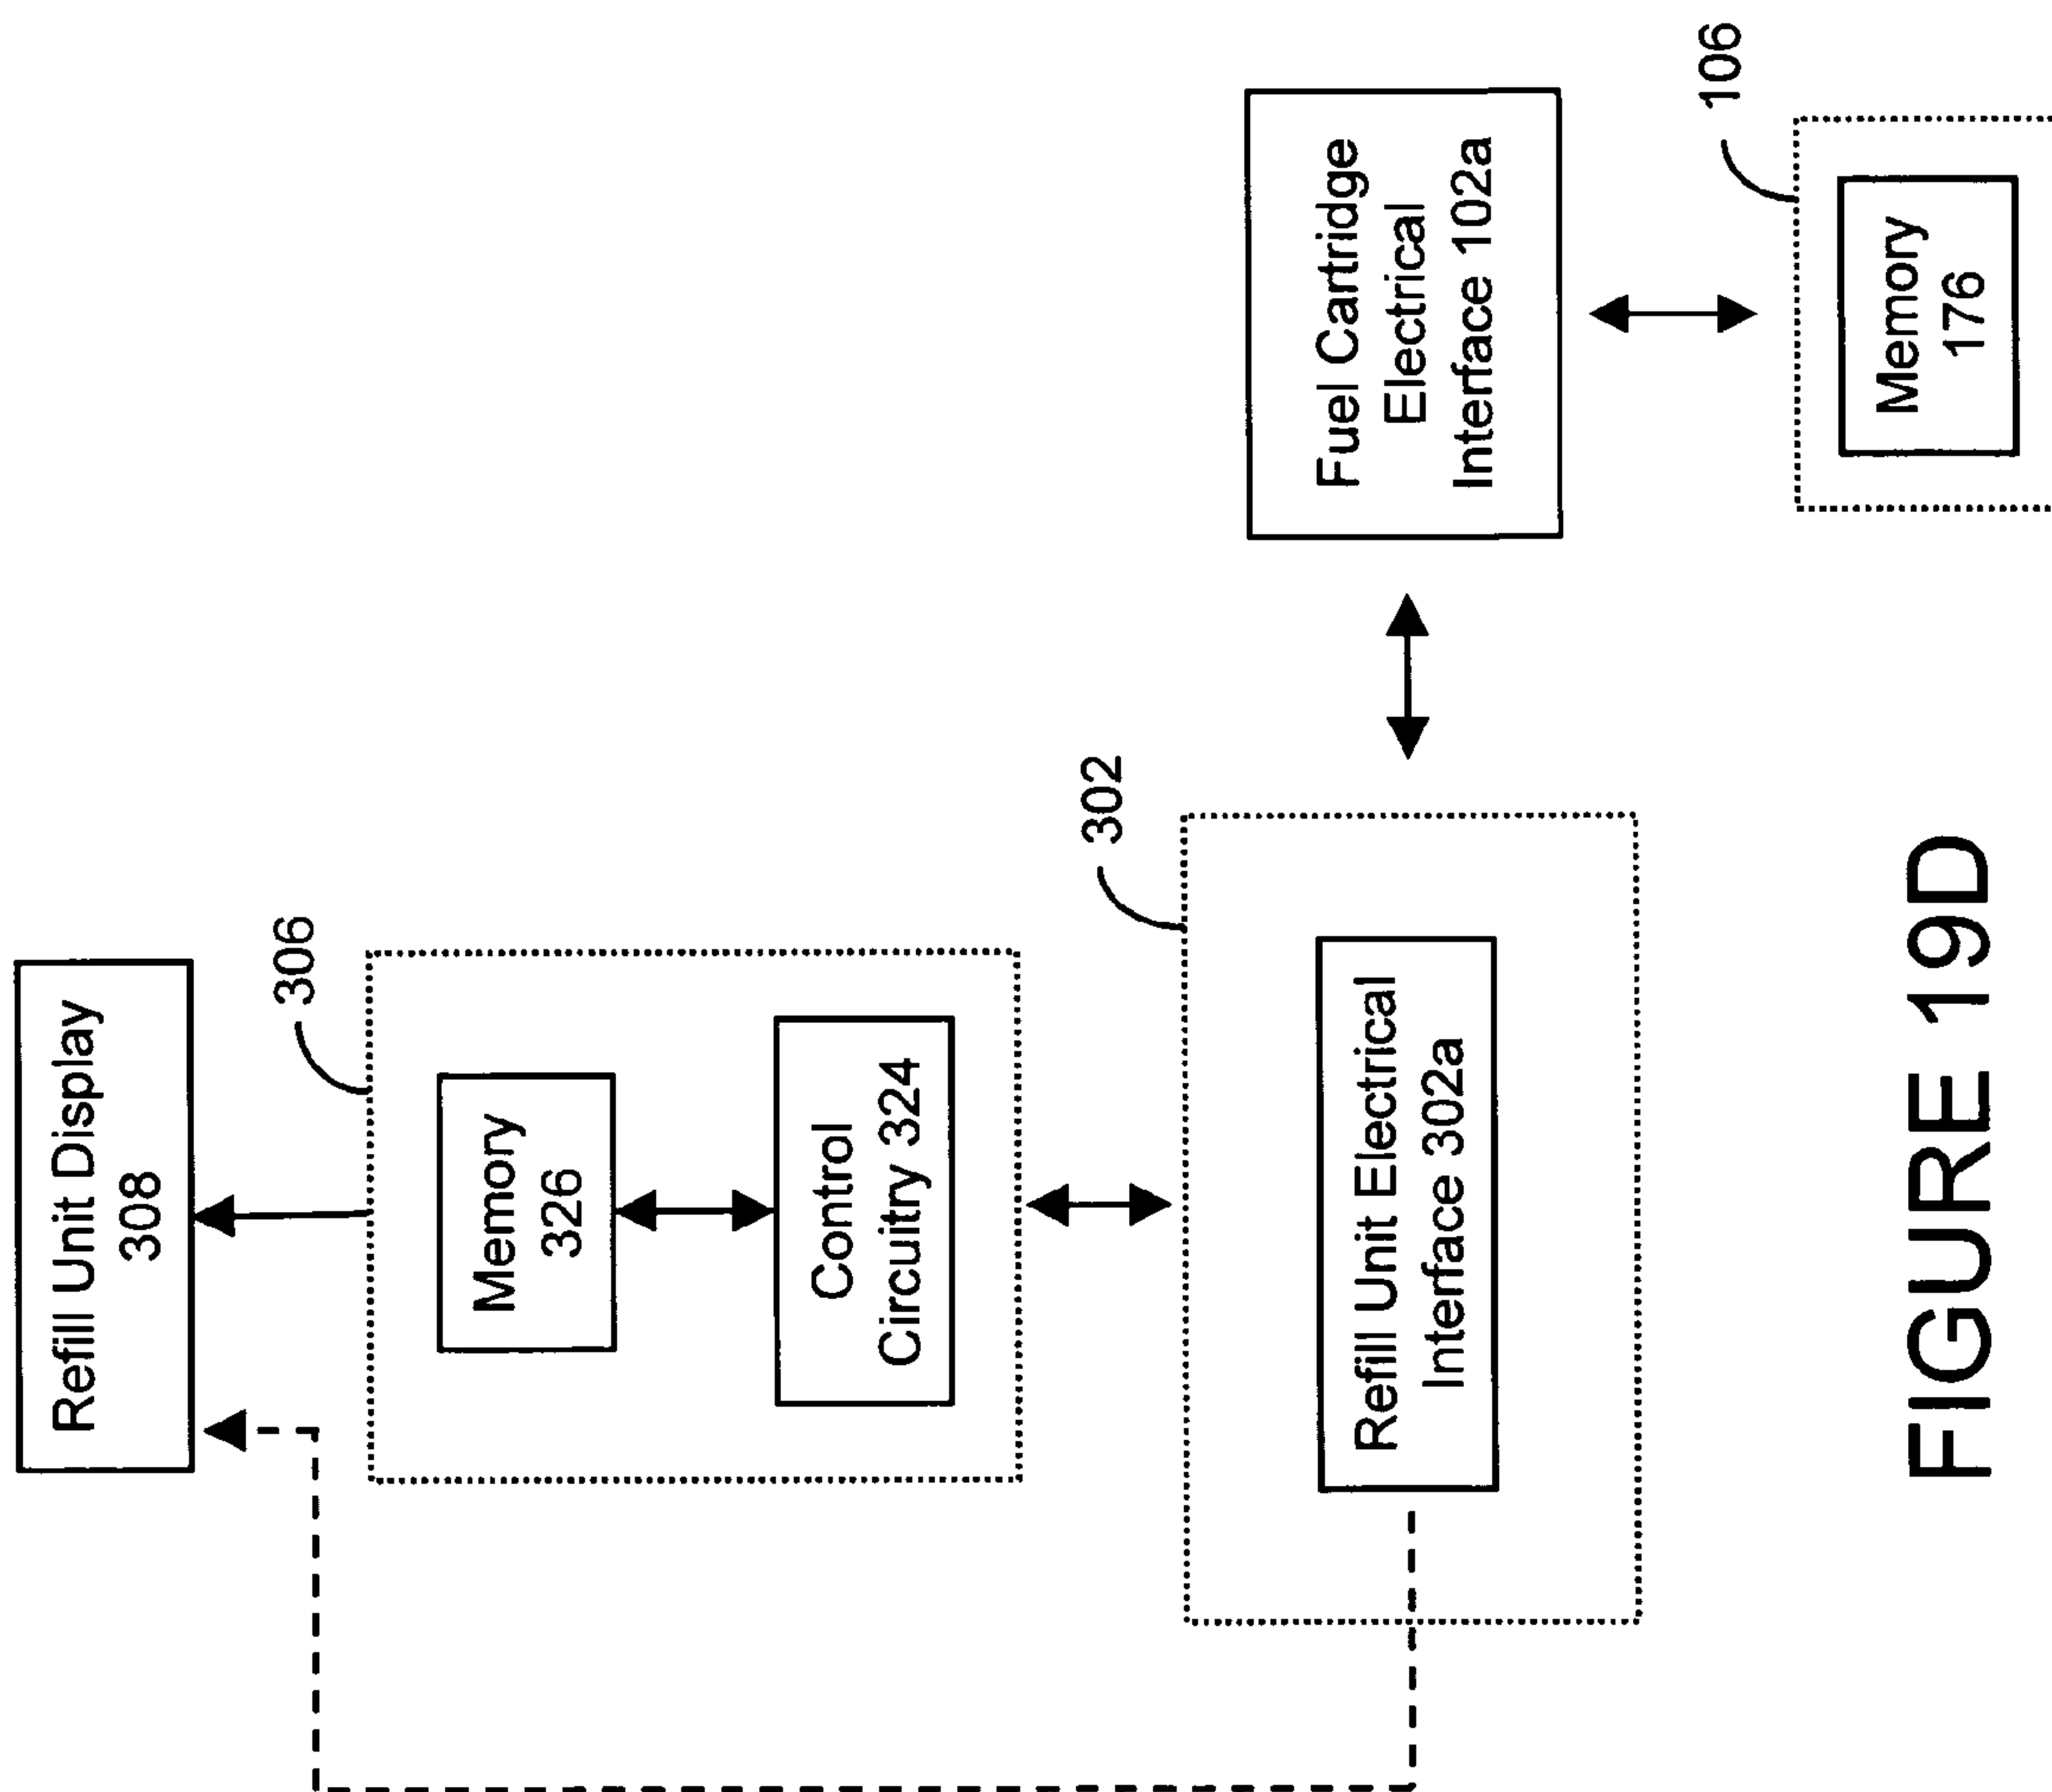 Refill Unit Display
308
306
Memory
326
Control
Circuitry 324
302
Refill Unit Electrical
Interface 302a
Fuel Cartridge
Electrical
Interface 102a
106
Memory
176
FIGURE 19D